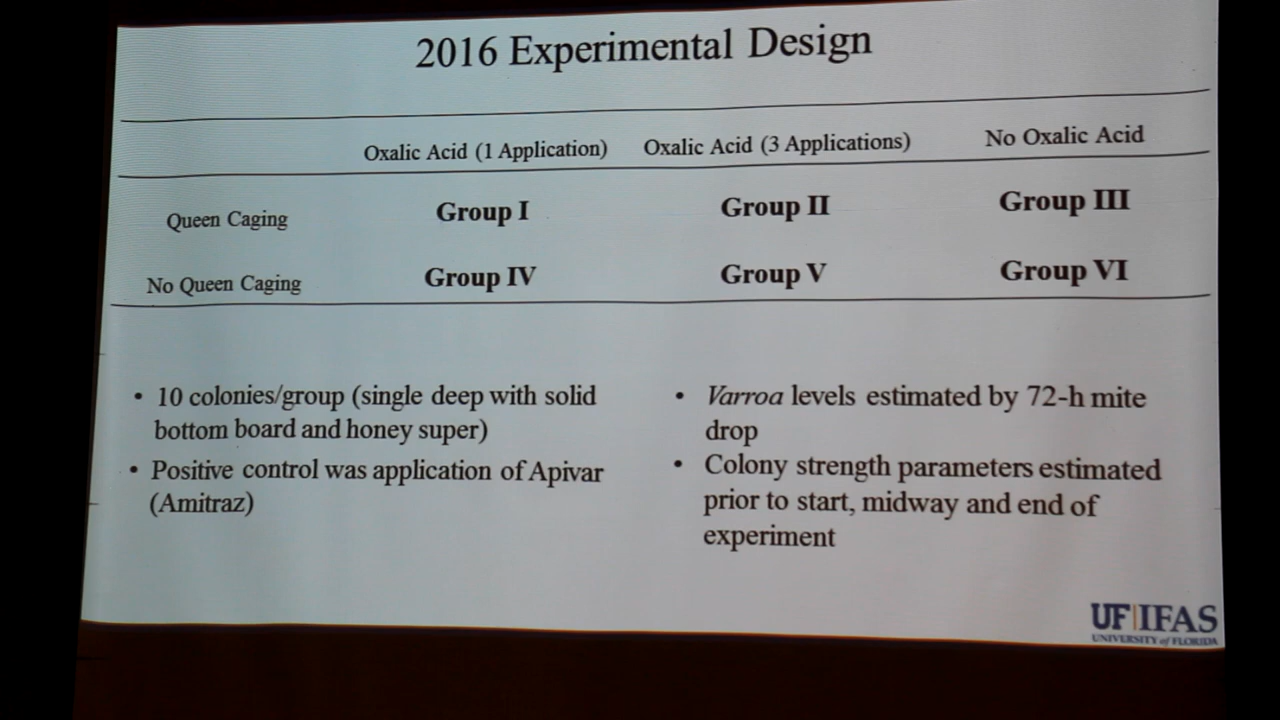 2016 Experimental Design
Oxalic Acid (1 Application) Oxalic Acid (3 Applications) No Oxalic Acid
Queen Caging Group I Group II Group III
No Queen Caging Group IV Group V Group VI
• 10 colonies/group (single deep with solid
bottom board and honey super)
• Positive control was application of Apivar
(Amitraz)
• Varroa levels estimated by 72-h mite
drop
• Colony strength parameters estimated
prior to start, midway and end of
experiment
UF|IFAS
UNIVERSITY of FLORIDA